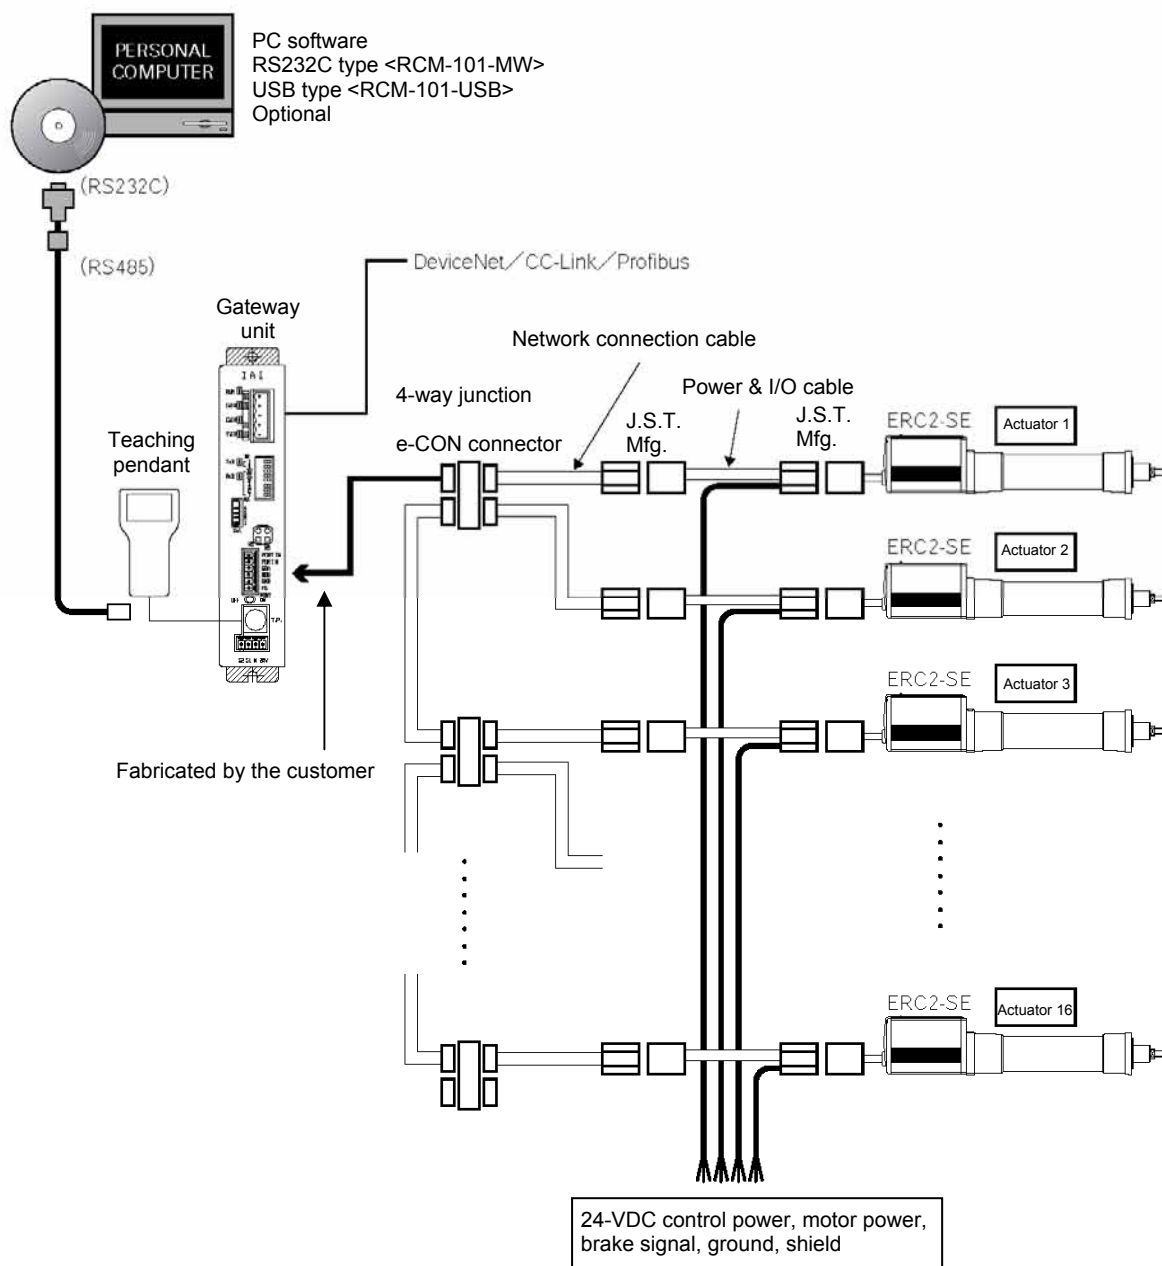 PERSONAL
COMPUTER
PC software
RS232C type <RCM-101-MW>
USB type <RCM-101-USB>
Optional
(RS232C)
(RS485)
DeviceNet/CC-Link/Profibus
Gateway
unit
IAI
Network connection cable
4-way junction
Power & I/O cable
e-CON connector
J.S.T.
Mfg.
J.S.T.
Mfg.
Teaching
pendant
ERC2-SE
Actuator 1
ERC2-SE
Actuator 2
T.P.
ERC2-SE
Actuator 3
Fabricated by the customer
ERC2-SE
Actuator 16
24-VDC control power, motor power,
brake signal, ground, shield